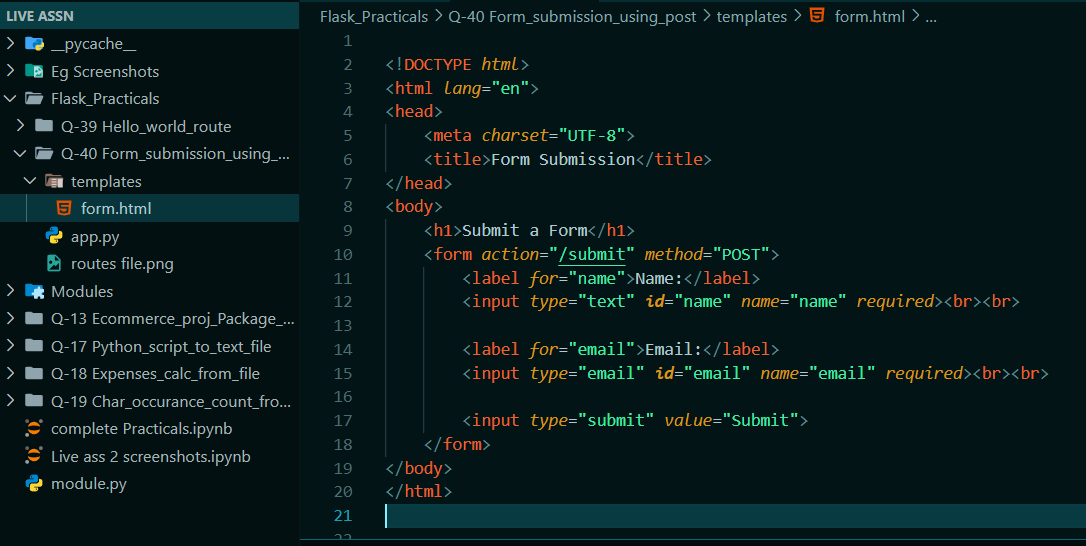 LIVE ASSN
__pycache__
Eg Screenshots
Flask_Practicals
Q-39 Hello_world_route
Q-40 Form_submission_using_...
templates
form.html
app.py
routes file.png
Modules
Q-13 Ecommerce_proj_Package_...
Q-17 Python_script_to_text_file
Q-18 Expenses_calc_from_file
Q-19 Char_occurance_count_fro...
complete Practicals.ipynb
Live ass 2 screenshots.ipynb
module.py
Flask_Practicals > Q-40 Form_submission_using_post > templates > form.html > ...
1
2 <!DOCTYPE html>
3 <html lang="en">
4 <head>
5     <meta charset="UTF-8">
6     <title>Form Submission</title>
7 </head>
8 <body>
9     <h1>Submit a Form</h1>
10     <form action="/submit" method="POST">
11         <label for="name">Name:</label>
12         <input type="text" id="name" name="name" required><br><br>
13
14         <label for="email">Email:</label>
15         <input type="email" id="email" name="email" required><br><br>
16
17         <input type="submit" value="Submit">
18     </form>
19 </body>
20 </html>
21
22